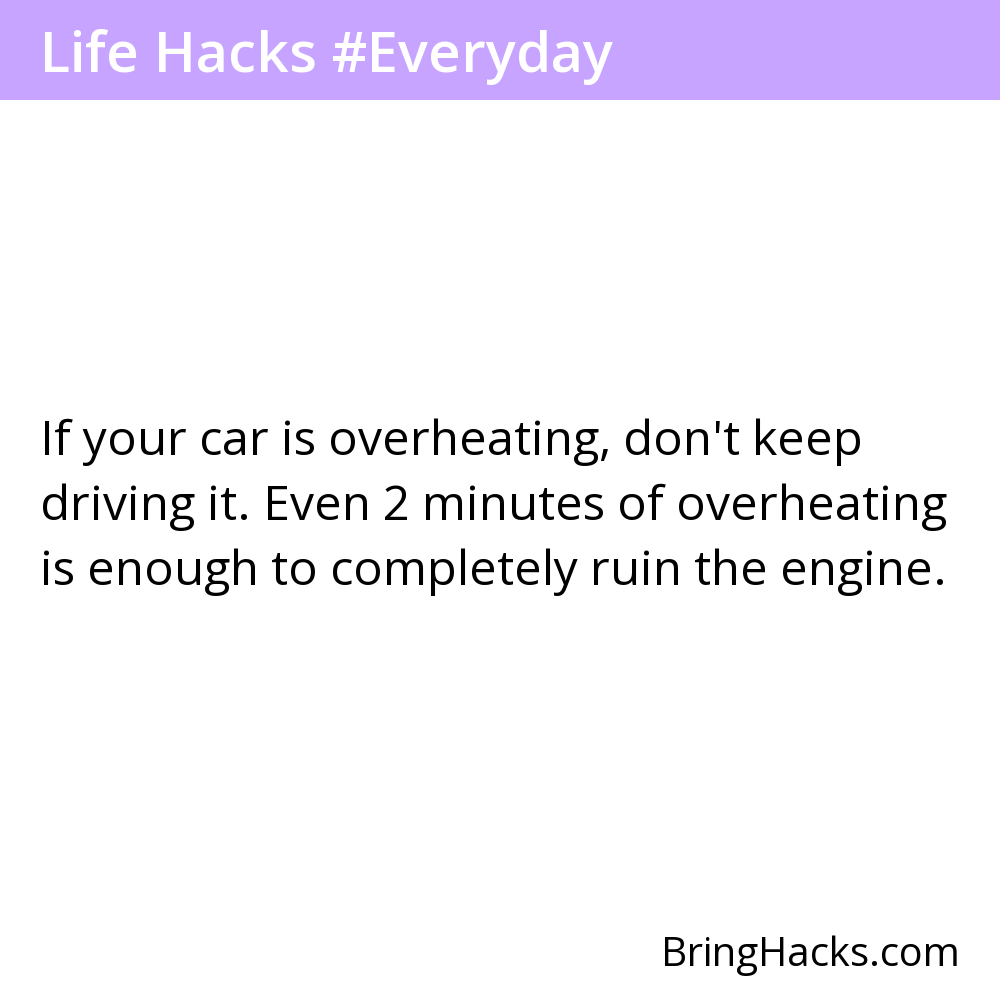 Life Hacks #Everyday
If your car is overheating, don't keep
driving it. Even 2 minutes of overheating
is enough to completely ruin the engine.
BringHacks.com